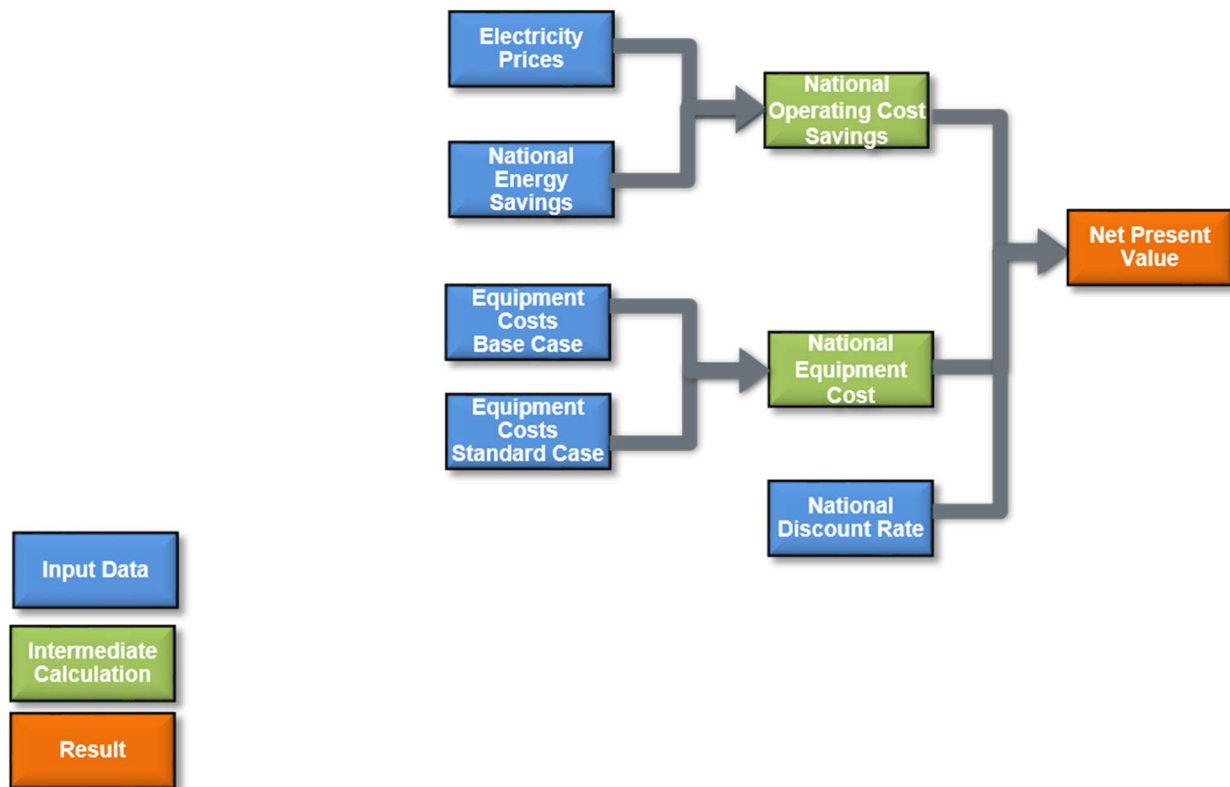 Electricity
Prices
National
Energy
Savings
National
Operating Cost
Savings
Net Present
Value
Equipment
Costs
Base Case
Equipment
Costs
Standard Case
National
Equipment
Cost
National
Discount Rate
Input Data
Intermediate
Calculation
Result